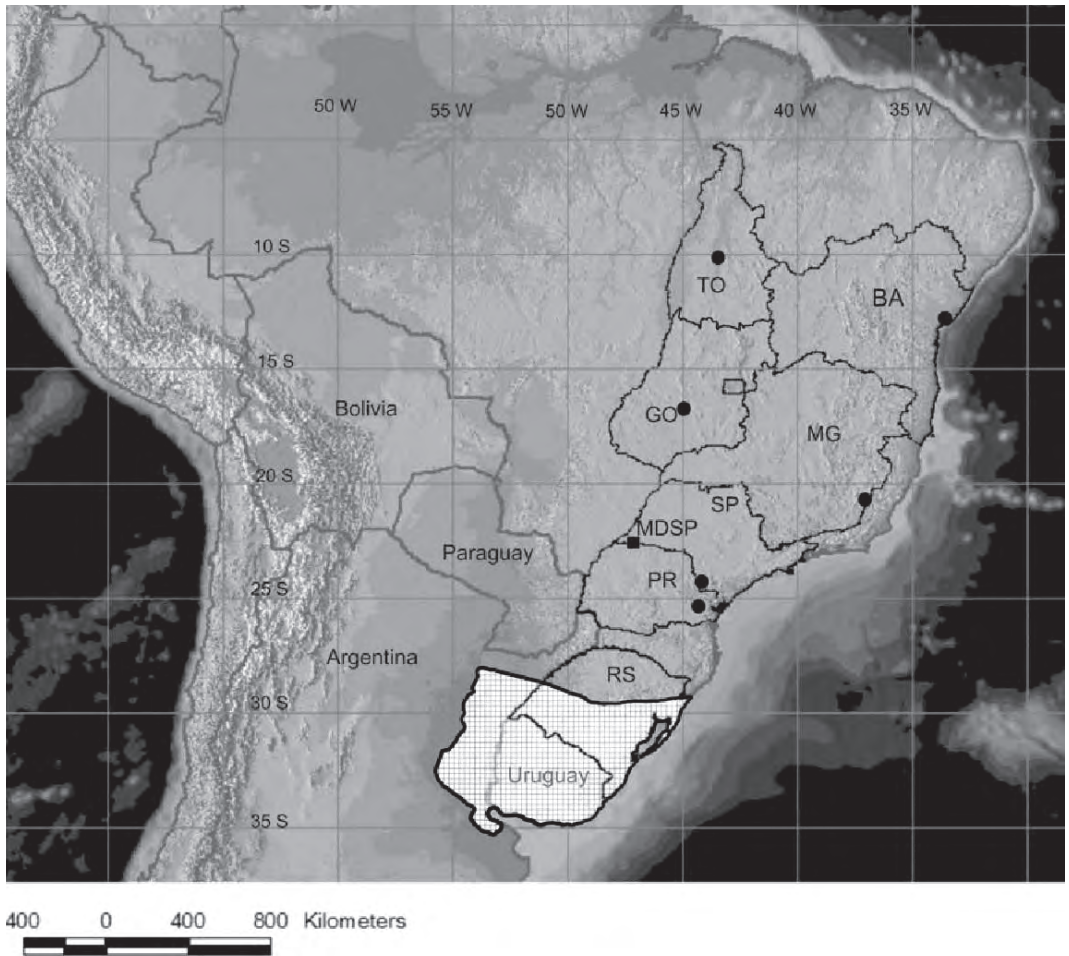 50 W 55 W 50 W 45 W 40 W 35 W
10 S
TO
BA
15 S
Bolivia
GO
MG
20 S
SP
MDSP
Paraguay
PR
25 S
Argentina
RS
30 S
Uruguay
35 S
400 0 400 800 Kilometers